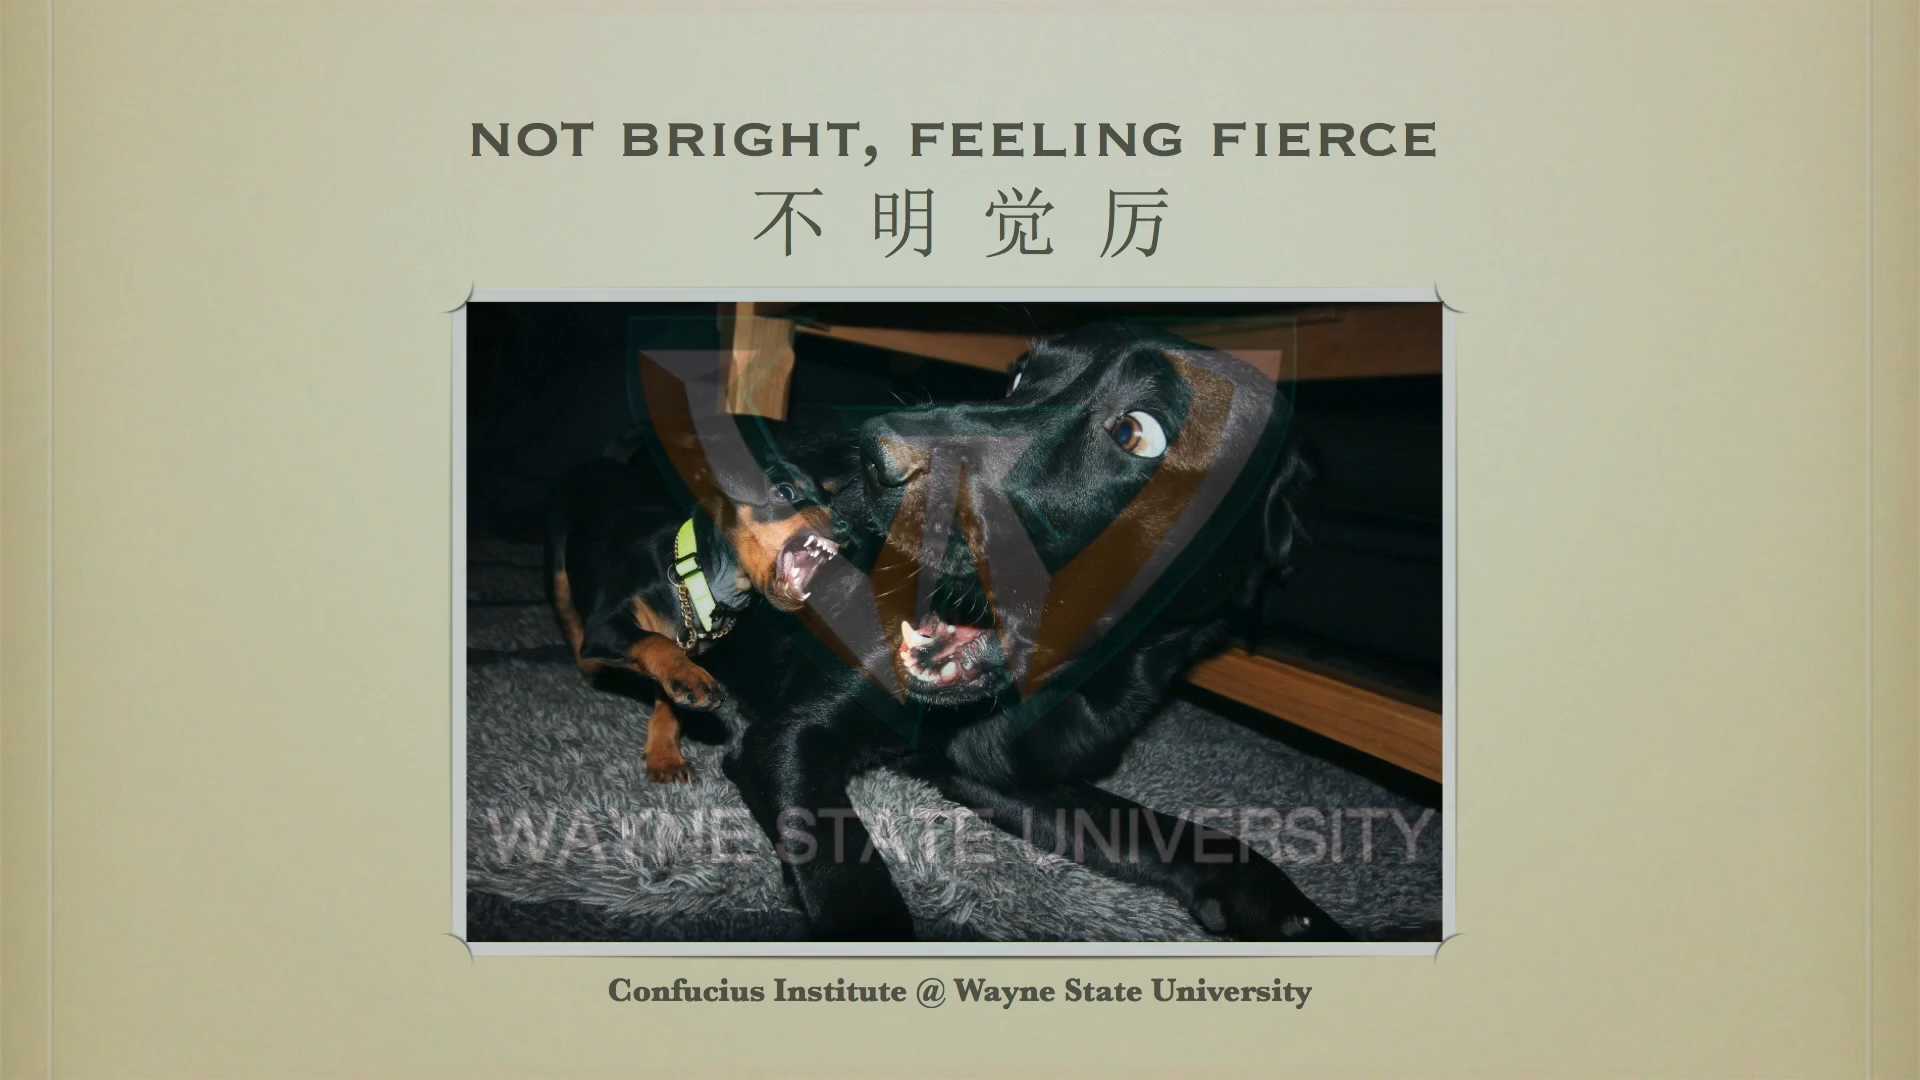 NOT BRIGHT, FEELING FIERCE
不明觉厉
W
WAYNE STATE UNIVERSITY
Confucius Institute @ Wayne State University